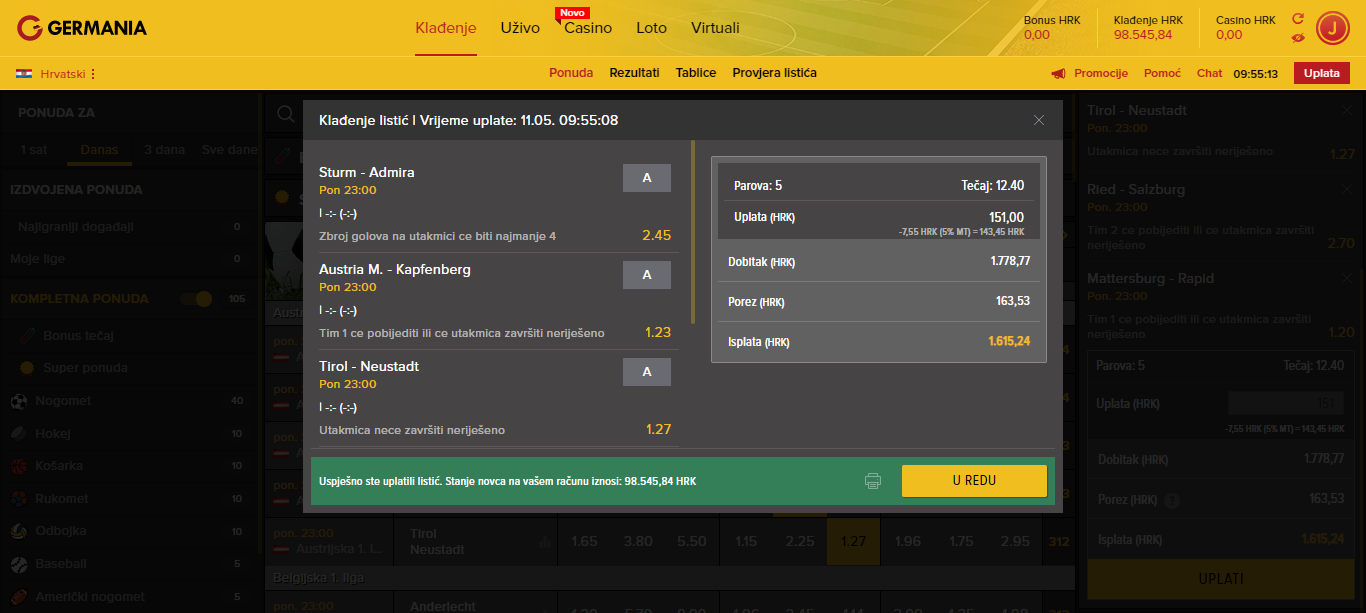 GERMANIA
Klađenje
Uživo
Novo
Casino
Loto
Virtuali
Bonus HRK
0,00
Klađenje HRK
98.545,84
Casino HRK
0,00
J
Hrvatski
Ponuda
Rezultati
Tablice
Provjera listića
Promocije
Pomoć
Chat
09:55:13
Uplata
PONUDA ZA
1 sat
Danas
3 dana
Sve dane
IZDVOJENA PONUDA
Najigraniji događaji 0
Moje lige 0
KOMPLETNA PONUDA 105
Bonus tečaj
Super ponuda
Nogomet 40
Hokej 10
Košarka 10
Rukomet 10
Odbojka 10
Baseball 5
Američki nogomet 5
Klađenje listić | Vrijeme uplate: 11.05. 09:55:08
Sturm - Admira A
Pon 23:00
| -:- (-:-)
Zbroj golova na utakmici ce biti najmanje 4 2.45
Austria M. - Kapfenberg A
Pon 23:00
| -:- (-:-)
Tim 1 ce pobijediti ili ce utakmica završiti neriješeno 1.23
Tirol - Neustadt A
Pon 23:00
| -:- (-:-)
Utakmica nece završiti neriješeno 1.27
Parova: 5 Tečaj: 12.40
Uplata (HRK) 151,00
-7,55 HRK (5% MT) = 143,45 HRK
Dobitak (HRK) 1.778,77
Porez (HRK) 163,53
Isplata (HRK) 1.615,24
Uspješno ste uplatili listić. Stanje novca na vašem računu iznosi: 98.545,84 HRK
U REDU
pon. 23:00
Austrijska 1. l...
Tirol
Neustadt
1.65 3.80 5.50 1.15 2.25 1.27 1.96 1.75 2.95 312
Belgijska 1. liga
pon. 23:00
Anderlecht
Tirol - Neustadt
Pon. 23:00
Utakmica nece završiti neriješeno 1.27
Ried - Salzburg
Pon. 23:00
Tim 2 ce pobijediti ili ce utakmica završiti
neriješeno 2.70
Mattersburg - Rapid
Pon. 23:00
Tim 1 ce pobijediti ili ce utakmica završiti
neriješeno 1.20
Parova: 5 Tečaj: 12.40
Uplata (HRK) 151
-7,55 HRK (5% MT) = 143,45 HRK
Dobitak (HRK) 1.778,77
Porez (HRK) ? 163,53
Isplata (HRK) 1.615,24
UPLATI